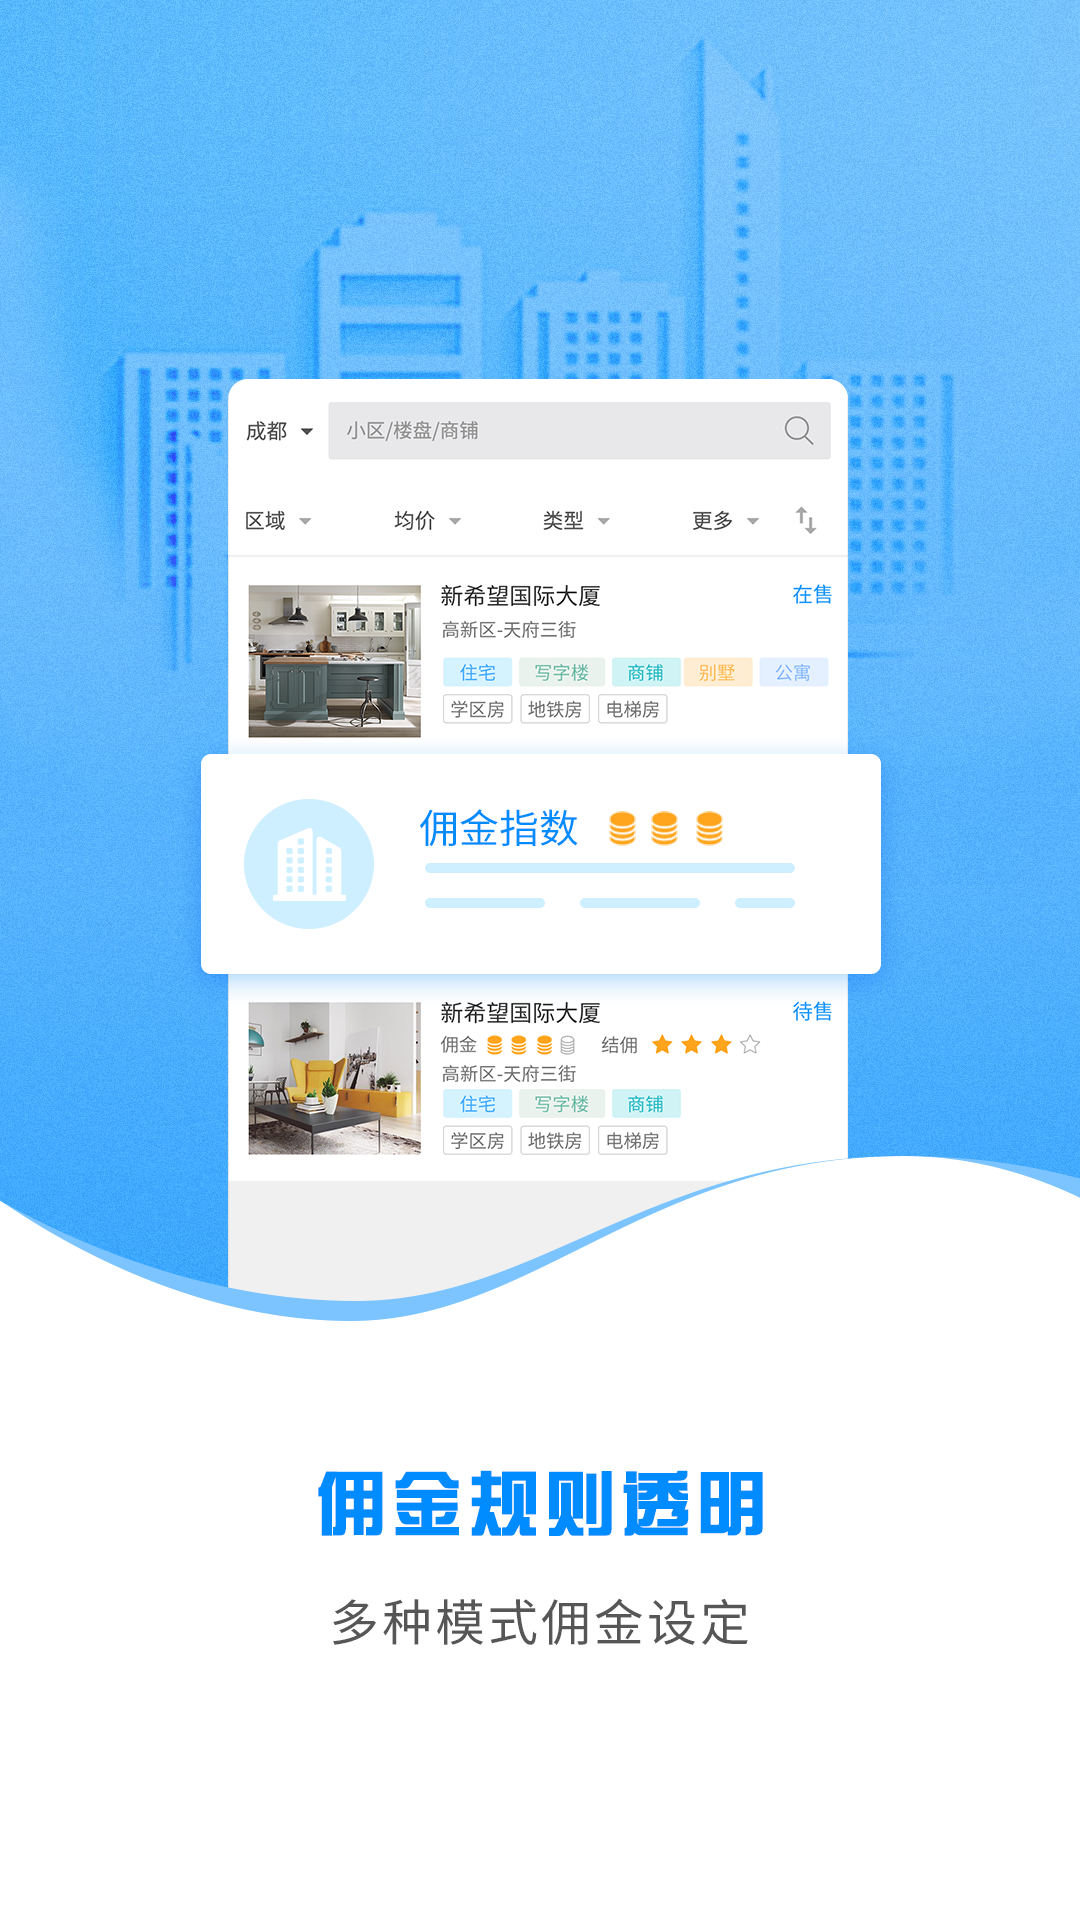 成都 小区/楼盘/商铺
区域 均价 类型 更多
新希望国际大厦 在售
高新区-天府三街
住宅 写字楼 商铺 别墅 公寓
学区房 地铁房 电梯房
佣金指数
新希望国际大厦 待售
佣金 结佣
高新区-天府三街
住宅 写字楼 商铺
学区房 地铁房 电梯房
佣金规则透明
多种模式佣金设定